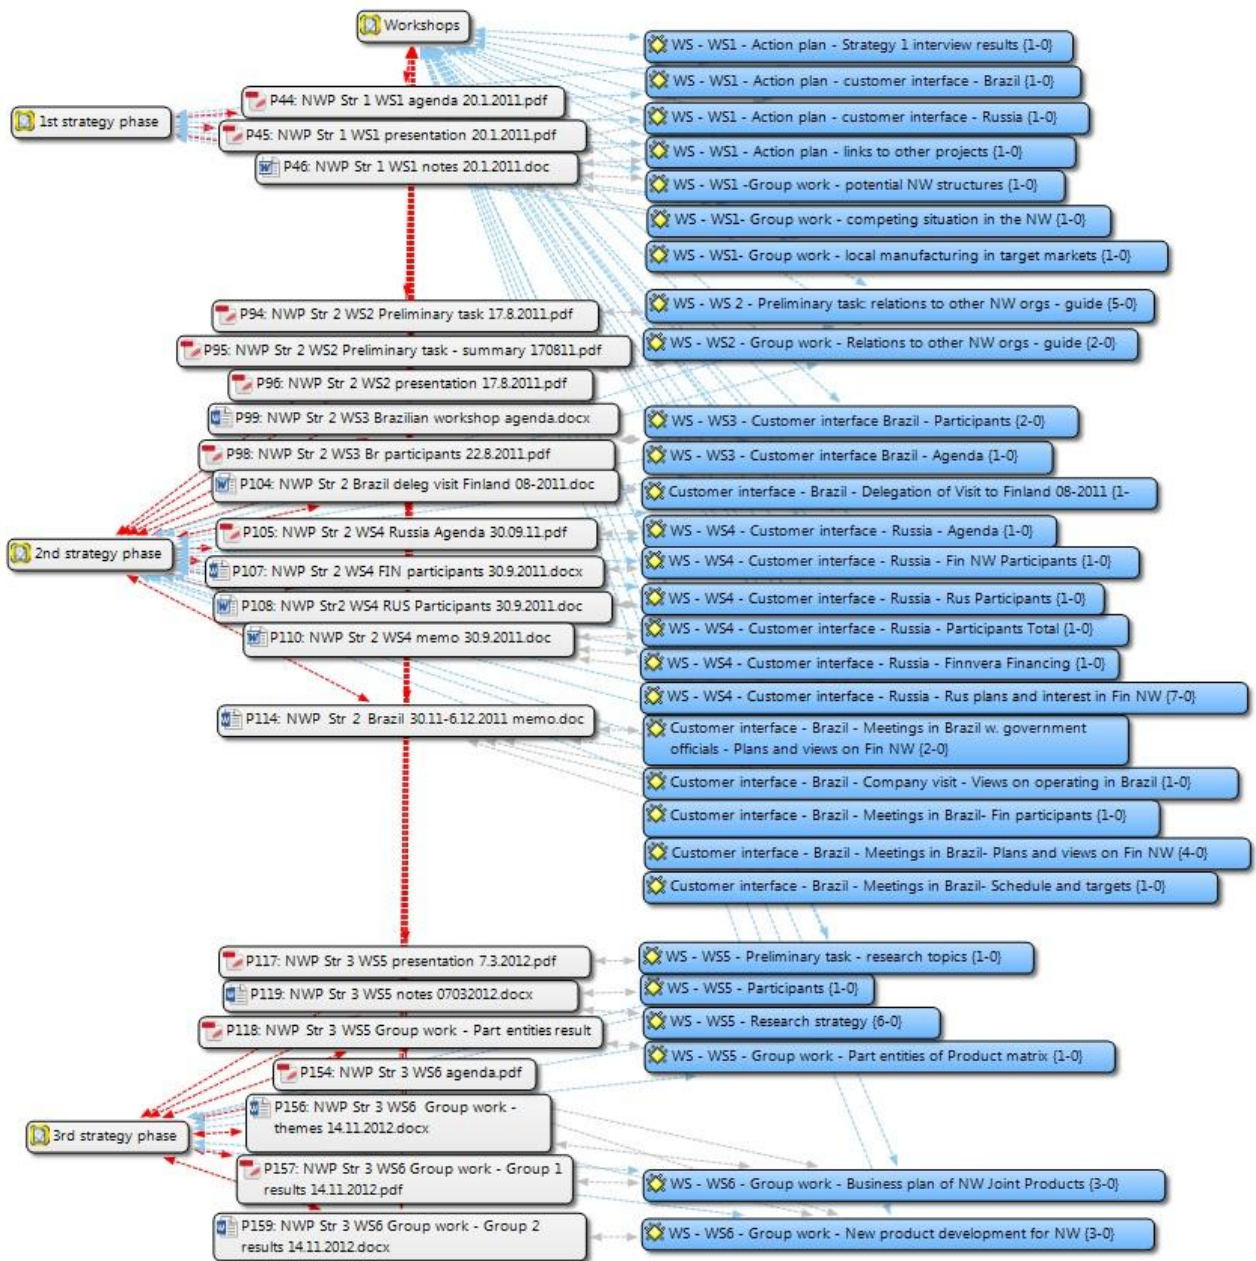 Workshops
1st strategy phase
P44: NWP Str 1 WS1 agenda 20.1.2011.pdf
P45: NWP Str 1 WS1 presentation 20.1.2011.pdf
P46: NWP Str 1 WS1 notes 20.1.2011.doc
WS - WS1 - Action plan - Strategy 1 interview results {1-0}
WS - WS1 - Action plan - customer interface - Brazil {1-0}
WS - WS1 - Action plan - customer interface - Russia {1-0}
WS - WS1 - Action plan - links to other projects {1-0}
WS - WS1 -Group work - potential NW structures {1-0}
WS - WS1- Group work - competing situation in the NW {1-0}
WS - WS1- Group work - local manufacturing in target markets {1-0}
2nd strategy phase
P94: NWP Str 2 WS2 Preliminary task 17.8.2011.pdf
P95: NWP Str 2 WS2 Preliminary task - summary 170811.pdf
P96: NWP Str 2 WS2 presentation 17.8.2011.pdf
P99: NWP Str 2 WS3 Brazilian workshop agenda.docx
P98: NWP Str 2 WS3 Br participants 22.8.2011.pdf
P104: NWP Str 2 Brazil deleg visit Finland 08-2011.doc
P105: NWP Str 2 WS4 Russia Agenda 30.09.11.pdf
P107: NWP Str 2 WS4 FIN participants 30.9.2011.docx
P108: NWP Str2 WS4 RUS Participants 30.9.2011.doc
P110: NWP Str 2 WS4 memo 30.9.2011.doc
P114: NWP Str 2 Brazil 30.11-6.12.2011 memo.doc
WS - WS 2 - Preliminary task: relations to other NW orgs - guide {5-0}
WS - WS2 - Group work - Relations to other NW orgs - guide {2-0}
WS - WS3 - Customer interface Brazil - Participants {2-0}
WS - WS3 - Customer interface Brazil - Agenda {1-0}
Customer interface - Brazil - Delegation of Visit to Finland 08-2011 {1-
WS - WS4 - Customer interface - Russia - Agenda {1-0}
WS - WS4 - Customer interface - Russia - Fin NW Participants {1-0}
WS - WS4 - Customer interface - Russia - Rus Participants {1-0}
WS - WS4 - Customer interface - Russia - Participants Total {1-0}
WS - WS4 - Customer interface - Russia - Finnvera Financing {1-0}
WS - WS4 - Customer interface - Russia - Rus plans and interest in Fin NW {7-0}
Customer interface - Brazil - Meetings in Brazil w. government
officials - Plans and views on Fin NW {2-0}
Customer interface - Brazil - Company visit - Views on operating in Brazil {1-0}
Customer interface - Brazil - Meetings in Brazil- Fin participants {1-0}
Customer interface - Brazil - Meetings in Brazil- Plans and views on Fin NW {4-0}
Customer interface - Brazil - Meetings in Brazil- Schedule and targets {1-0}
3rd strategy phase
P117: NWP Str 3 WS5 presentation 7.3.2012.pdf
P119: NWP Str 3 WS5 notes 07032012.docx
P118: NWP Str 3 WS5 Group work - Part entities result
P154: NWP Str 3 WS6 agenda.pdf
P156: NWP Str 3 WS6 Group work -
themes 14.11.2012.docx
P157: NWP Str 3 WS6 Group work - Group 1
results 14.11.2012.pdf
P159: NWP Str 3 WS6 Group work - Group 2
results 14.11.2012.docx
WS - WS5 - Preliminary task - research topics {1-0}
WS - WS5 - Participants {1-0}
WS - WS5 - Research strategy {6-0}
WS - WS5 - Group work - Part entities of Product matrix {1-0}
WS - WS6 - Group work - Business plan of NW Joint Products {3-0}
WS - WS6 - Group work - New product development for NW {3-0}